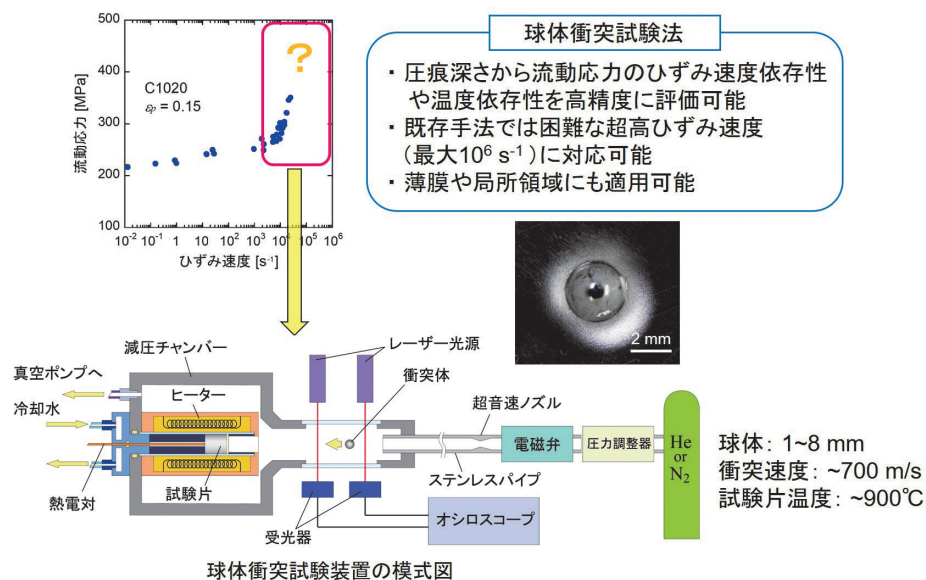 500
400
300
200
100
流動応力 [MPa]
C1020
εp = 0.15
?
10-2 10-1 1 10 102 103 104 105 106
ひずみ速度 [s-1]
球体衝突試験法
・圧痕深さから流動応力のひずみ速度依存性
や温度依存性を高精度に評価可能
・既存手法では困難な超高ひずみ速度
（最大106 s-1）に対応可能
・薄膜や局所領域にも適用可能
2 mm
減圧チャンバー
レーザー光源
真空ポンプへ
ヒーター
衝突体
冷却水
超音速ノズル
電磁弁
圧力調整器
He
or
N2
球体： 1~8 mm
衝突速度： ~700 m/s
試験片温度： ~900℃
ステンレスパイプ
熱電対
試験片
受光器
オシロスコープ
球体衝突試験装置の模式図